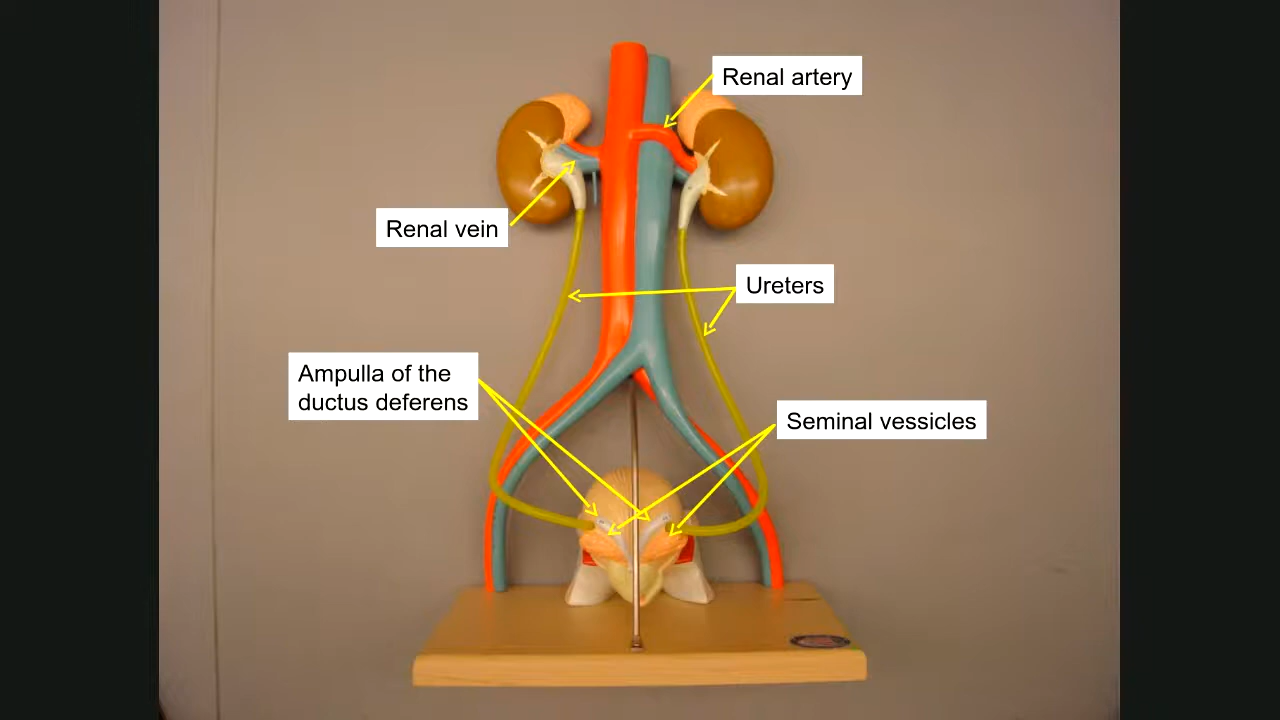 Renal artery
Renal vein
Ureters
Ampulla of the
ductus deferens
Seminal vessicles